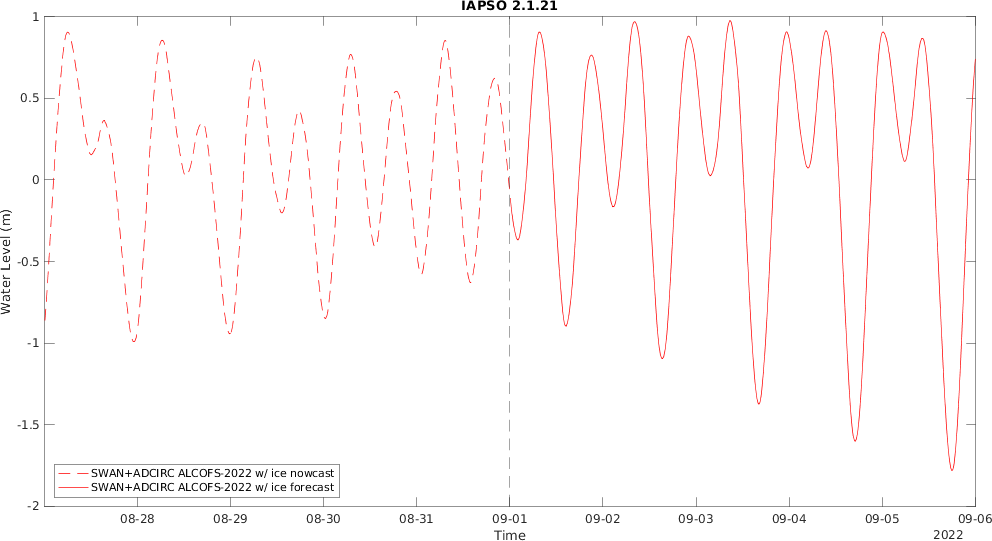 IAPSO 2.1.21
1
0.5
0
-0.5
-1
-1.5
-2
Water Level (m)
SWAN+ADCIRC ALCOFS-2022 w/ ice nowcast
SWAN+ADCIRC ALCOFS-2022 w/ ice forecast
08-28 08-29 08-30 08-31 09-01 09-02 09-03 09-04 09-05 09-06
Time
2022